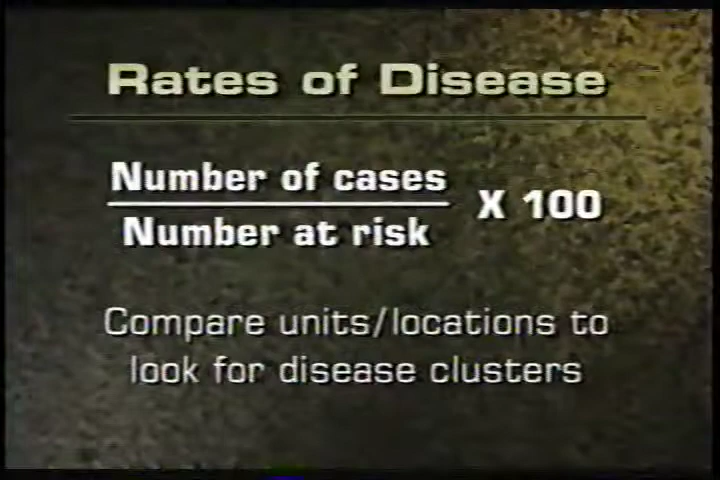 Rates of Disease
Number of cases
Number at risk
X 100
Compare units/locations to
look for disease clusters